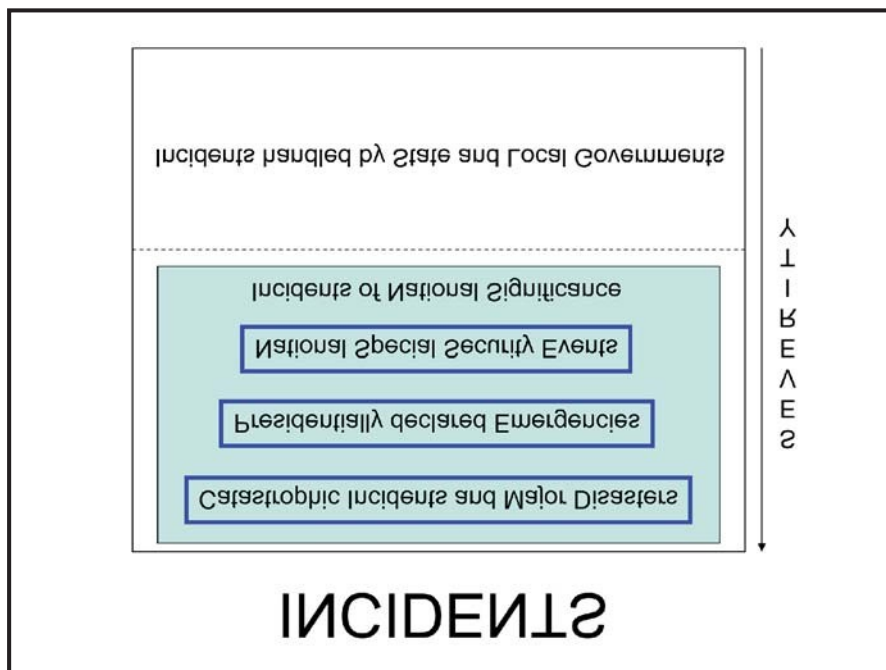 INCIDENTS
Catastrophic Incidents and Major Disasters
Presidentially declared Emergencies
National Special Security Events
Incidents of National Significance
Incidents handled by State and Local Governments
SEVERITY